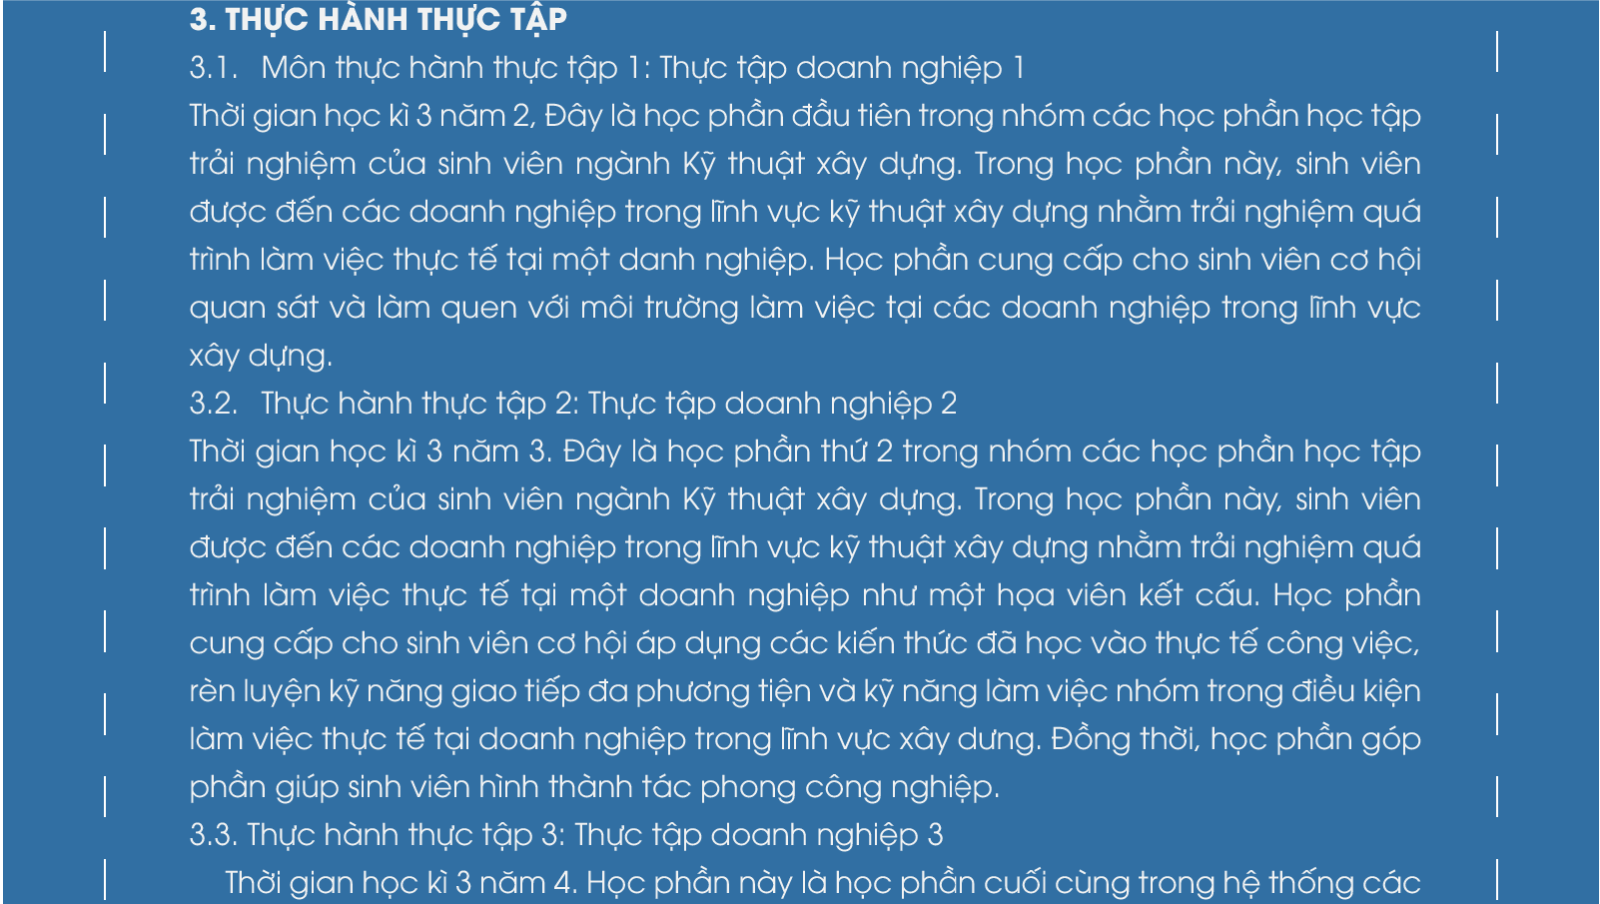 3. THỰC HÀNH THỰC TẬP
3.1. Môn thực hành thực tập 1: Thực tập doanh nghiệp 1
Thời gian học kì 3 năm 2, Đây là học phần đầu tiên trong nhóm các học phần học tập
trải nghiệm của sinh viên ngành Kỹ thuật xây dựng. Trong học phần này, sinh viên
được đến các doanh nghiệp trong lĩnh vực kỹ thuật xây dựng nhằm trải nghiệm quá
trình làm việc thực tế tại một danh nghiệp. Học phần cung cấp cho sinh viên cơ hội
quan sát và làm quen với môi trường làm việc tại các doanh nghiệp trong lĩnh vực
xây dựng.
3.2. Thực hành thực tập 2: Thực tập doanh nghiệp 2
Thời gian học kì 3 năm 3. Đây là học phần thứ 2 trong nhóm các học phần học tập
trải nghiệm của sinh viên ngành Kỹ thuật xây dựng. Trong học phần này, sinh viên
được đến các doanh nghiệp trong lĩnh vực kỹ thuật xây dựng nhằm trải nghiệm quá
trình làm việc thực tế tại một doanh nghiệp như một họa viên kết cấu. Học phần
cung cấp cho sinh viên cơ hội áp dụng các kiến thức đã học vào thực tế công việc,
rèn luyện kỹ năng giao tiếp đa phương tiện và kỹ năng làm việc nhóm trong điều kiện
làm việc thực tế tại doanh nghiệp trong lĩnh vực xây dưng. Đồng thời, học phần góp
phần giúp sinh viên hình thành tác phong công nghiệp.
3.3. Thực hành thực tập 3: Thực tập doanh nghiệp 3
Thời gian học kì 3 năm 4. Học phần này là học phần cuối cùng trong hệ thống các